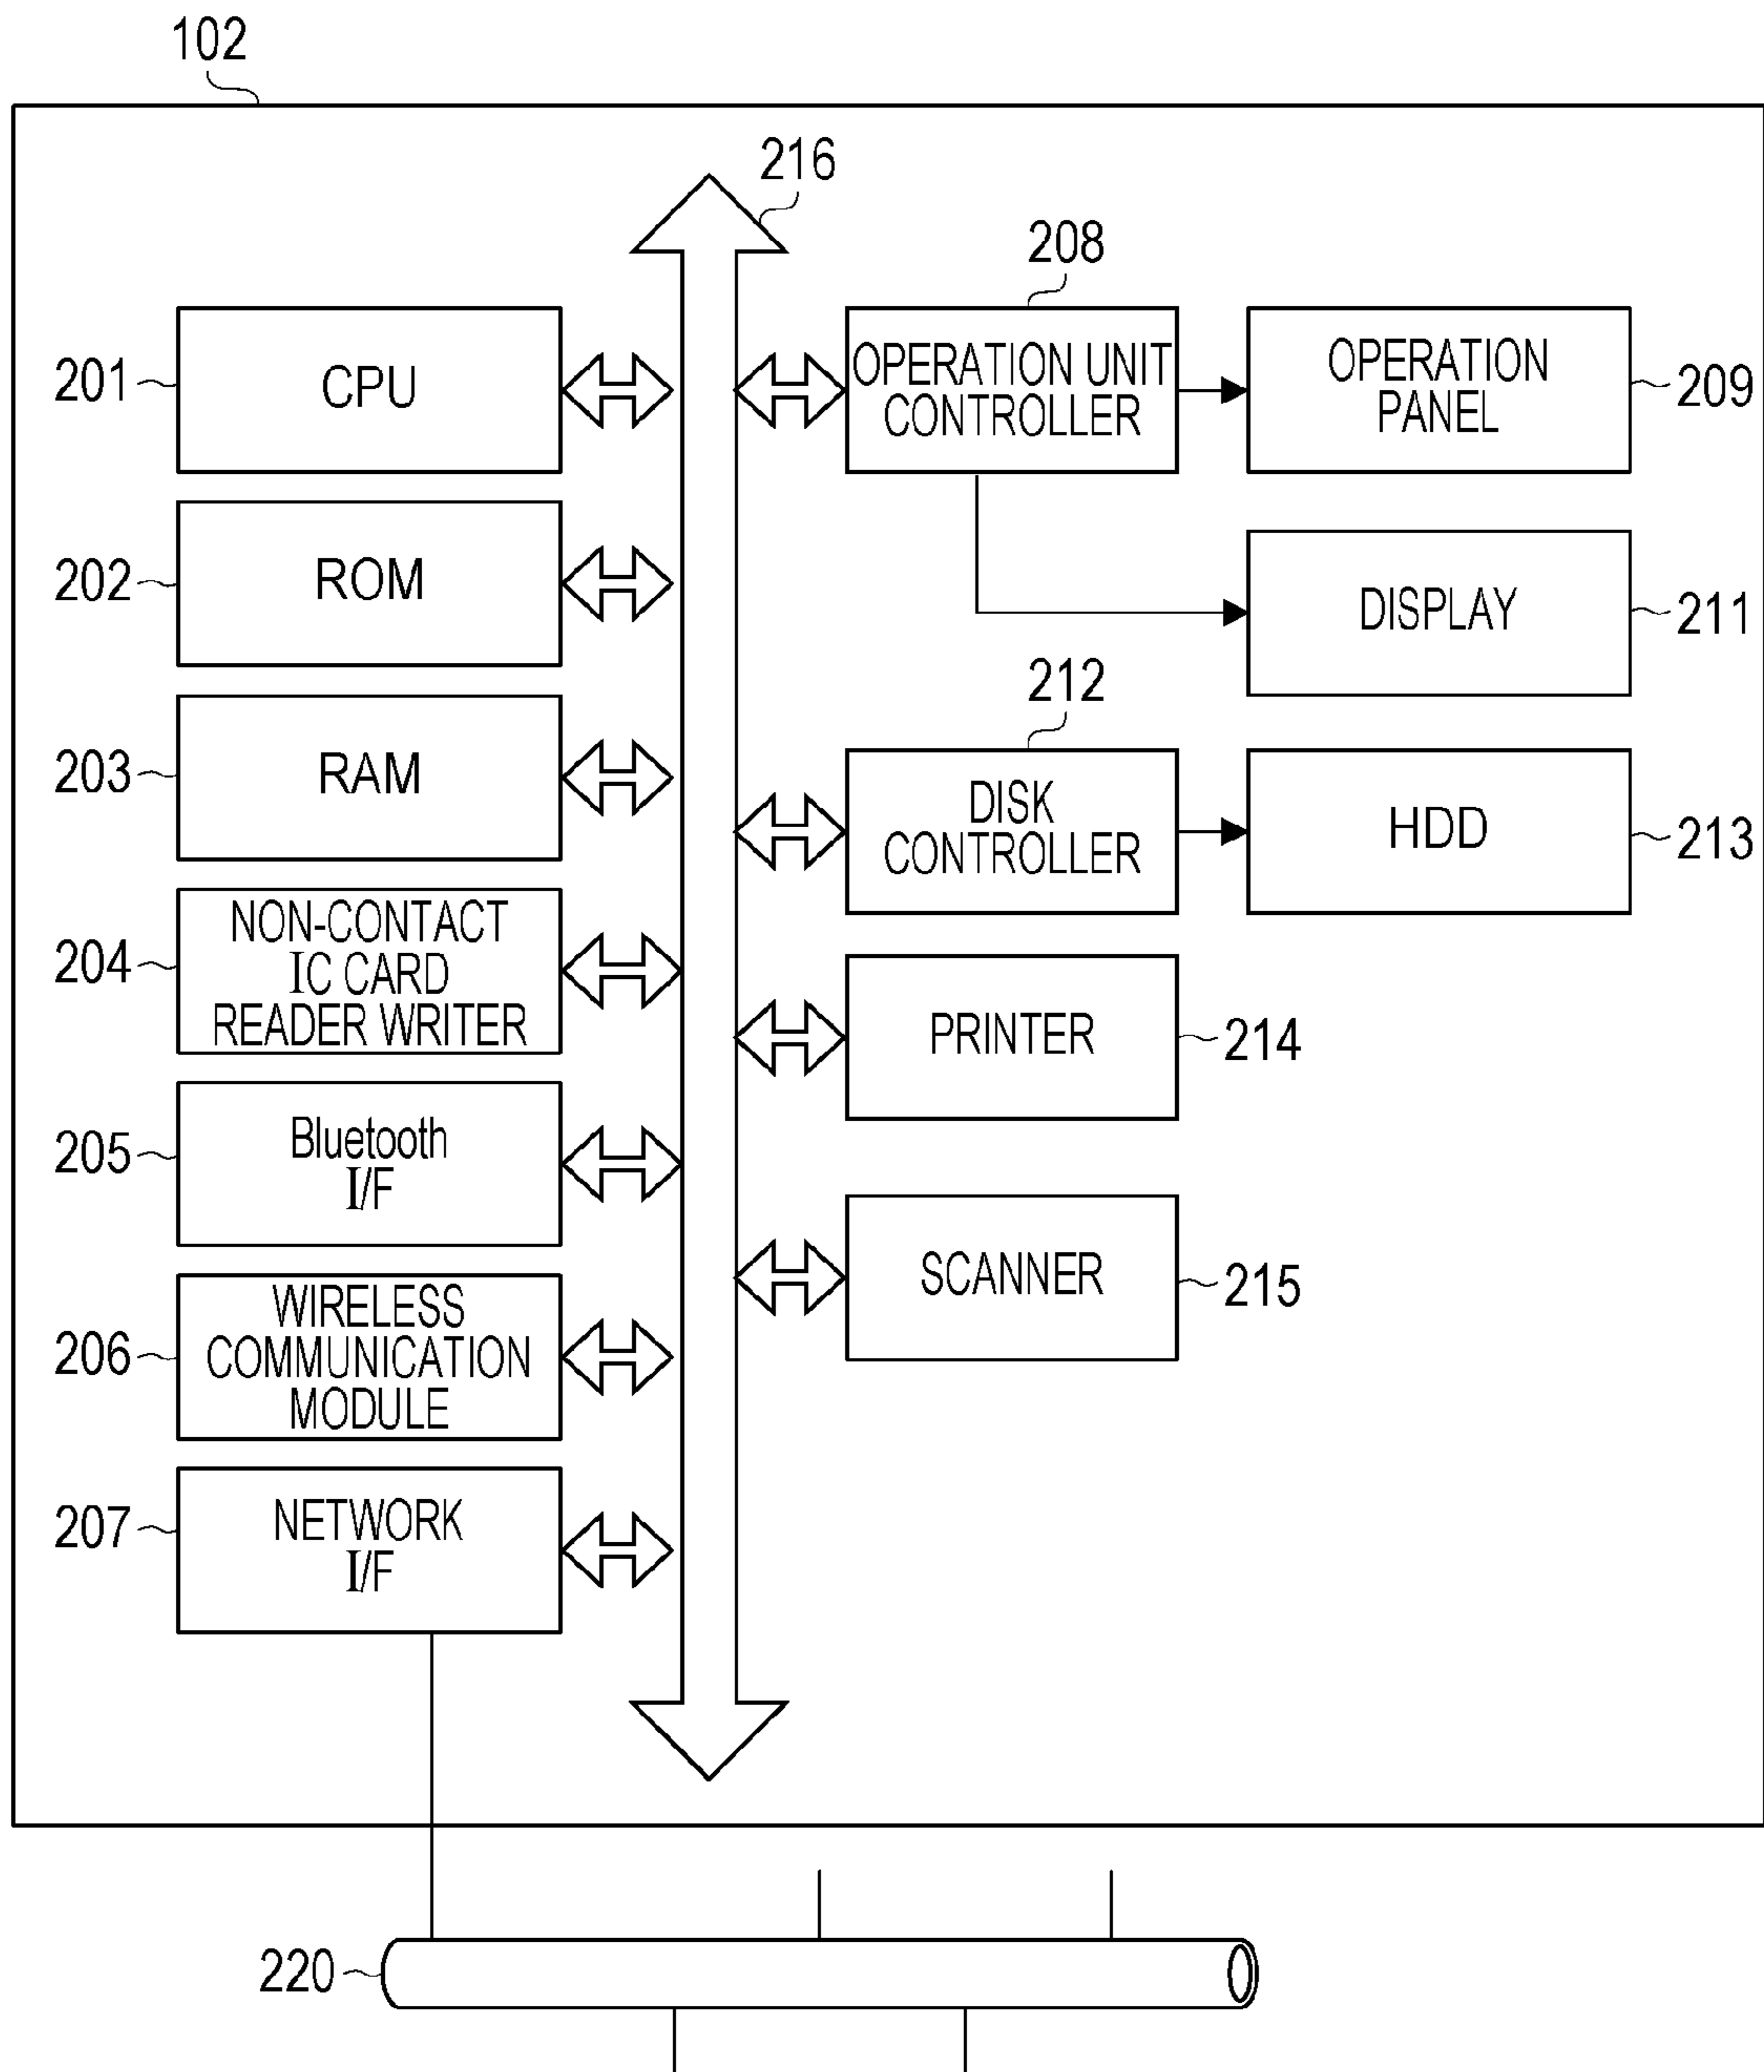 102
216
208
201
CPU
OPERATION UNIT
CONTROLLER
OPERATION
PANEL
209
202
ROM
DISPLAY
211
212
203
RAM
DISK
CONTROLLER
HDD
213
204
NON-CONTACT
IC CARD
READER WRITER
PRINTER
214
205
Bluetooth
I/F
SCANNER
215
206
WIRELESS
COMMUNICATION
MODULE
207
NETWORK
I/F
220